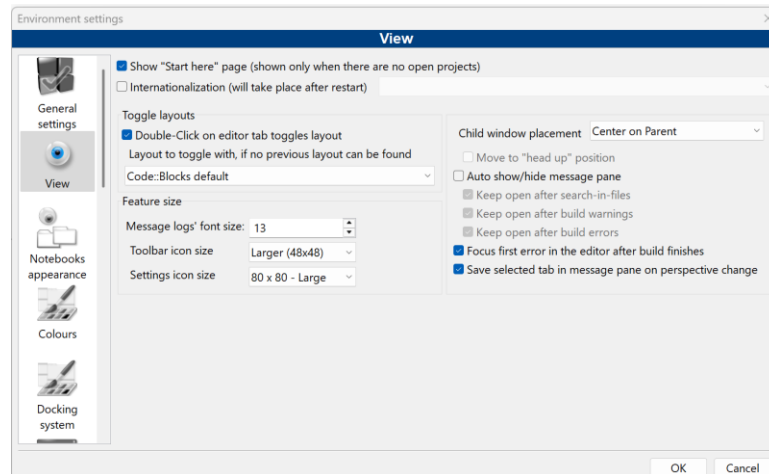 Environment settings
View
General
settings
View
Notebooks
appearance
Colours
Docking
system
Show "Start here" page (shown only when there are no open projects)
Internationalization (will take place after restart)
Toggle layouts
Double-Click on editor tab toggles layout
Layout to toggle with, if no previous layout can be found
Code::Blocks default
Feature size
Message logs' font size: 13
Toolbar icon size Larger (48x48)
Settings icon size 80 x 80 - Large
Child window placement Center on Parent
Move to "head up" position
Auto show/hide message pane
Keep open after search-in-files
Keep open after build warnings
Keep open after build errors
Focus first error in the editor after build finishes
Save selected tab in message pane on perspective change
OK Cancel